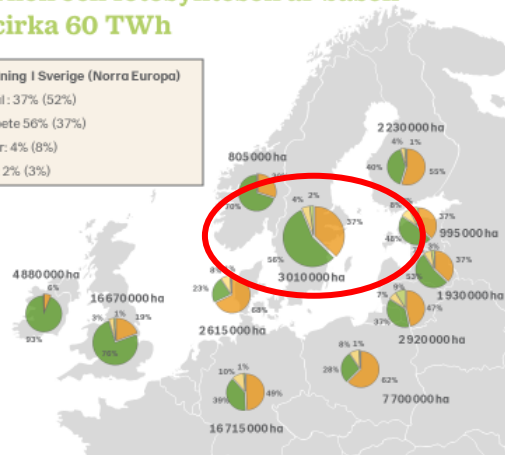 cirka 60 TWh
ning I Sverige (Norra Europa)
l: 37% (52%)
ete 56% (37%)
r: 4% (8%)
2% (3%)
2 230 000 ha
4% 1%
40% 55%
805 000 ha
70%
4% 2%
37%
56%
3 010 000 ha
8% 37%
48% 995 000 ha
37%
53%
1 930 000 ha
9%
7% 47%
37%
2 920 000 ha
4 880 000 ha
6%
93%
16 670 000 ha
3% 1% 19%
76%
8%
23% 68%
2 615 000 ha
10% 1%
39% 49%
16 715 000 ha
8% 1%
28% 62%
7 700 000 ha